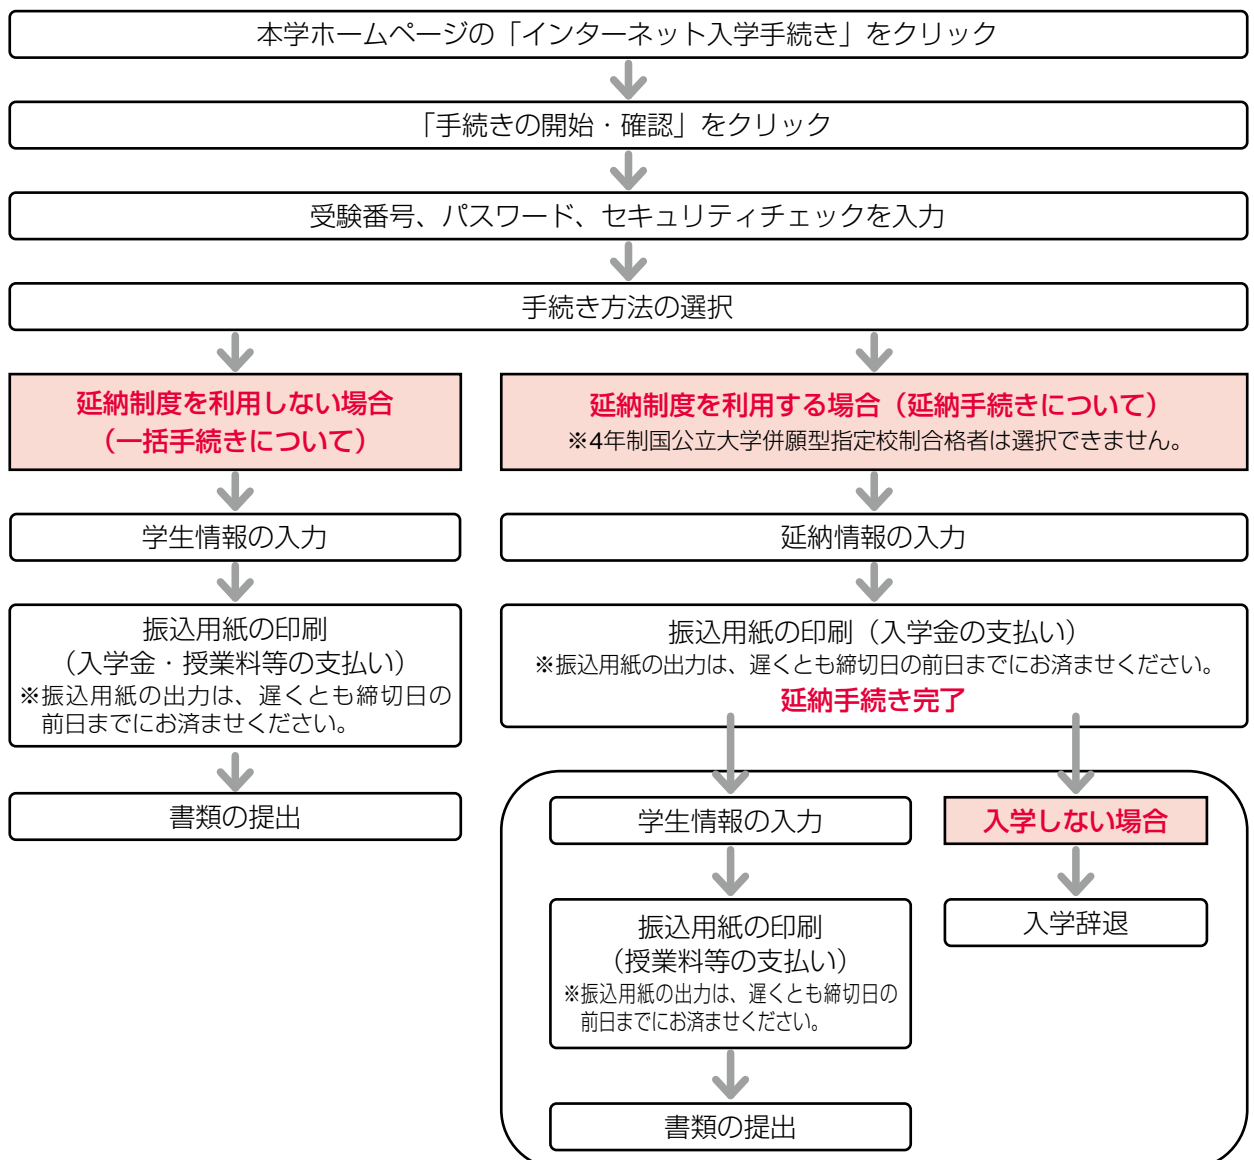 本学ホームページの「インターネット入学手続き」をクリック
「手続きの開始・確認」をクリック
受験番号、パスワード、セキュリティチェックを入力
手続き方法の選択
延納制度を利用しない場合
（一括手続きについて）
学生情報の入力
振込用紙の印刷
（入学金・授業料等の支払い）
※振込用紙の出力は、遅くとも締切日の
前日までにお済ませください。
書類の提出
延納制度を利用する場合（延納手続きについて）
※4年制国公立大学併願型指定校制合格者は選択できません。
延納情報の入力
振込用紙の印刷（入学金の支払い）
※振込用紙の出力は、遅くとも締切日の前日までにお済ませください。
延納手続き完了
学生情報の入力
振込用紙の印刷
（授業料等の支払い）
※振込用紙の出力は、遅くとも締切日の
前日までにお済ませください。
書類の提出
入学しない場合
入学辞退